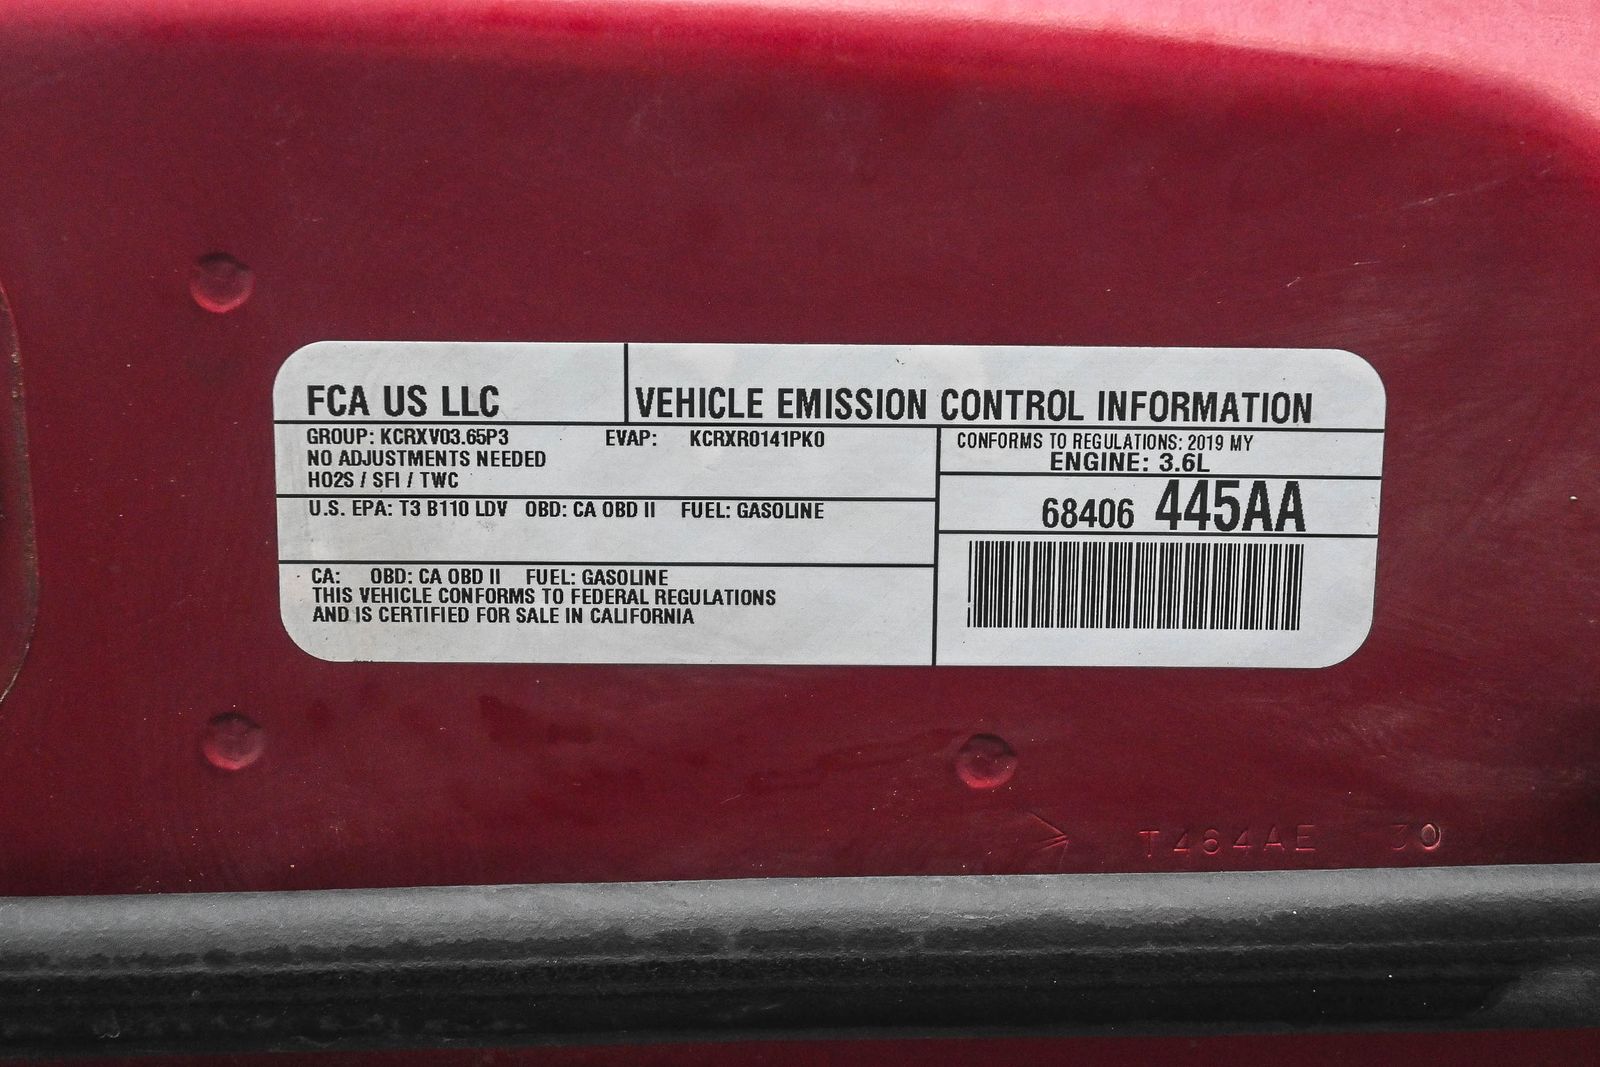 FCA US LLC
VEHICLE EMISSION CONTROL INFORMATION
GROUP: KCRXV03.65P3 EVAP: KCRXR0141PK0
NO ADJUSTMENTS NEEDED
HO2S / SFI / TWC
CONFORMS TO REGULATIONS: 2019 MY
ENGINE: 3.6L
U.S. EPA: T3 B110 LDV OBD: CA OBD II FUEL: GASOLINE
68406 445AA
CA: OBD: CA OBD II FUEL: GASOLINE
THIS VEHICLE CONFORMS TO FEDERAL REGULATIONS
AND IS CERTIFIED FOR SALE IN CALIFORNIA
T464AE 30